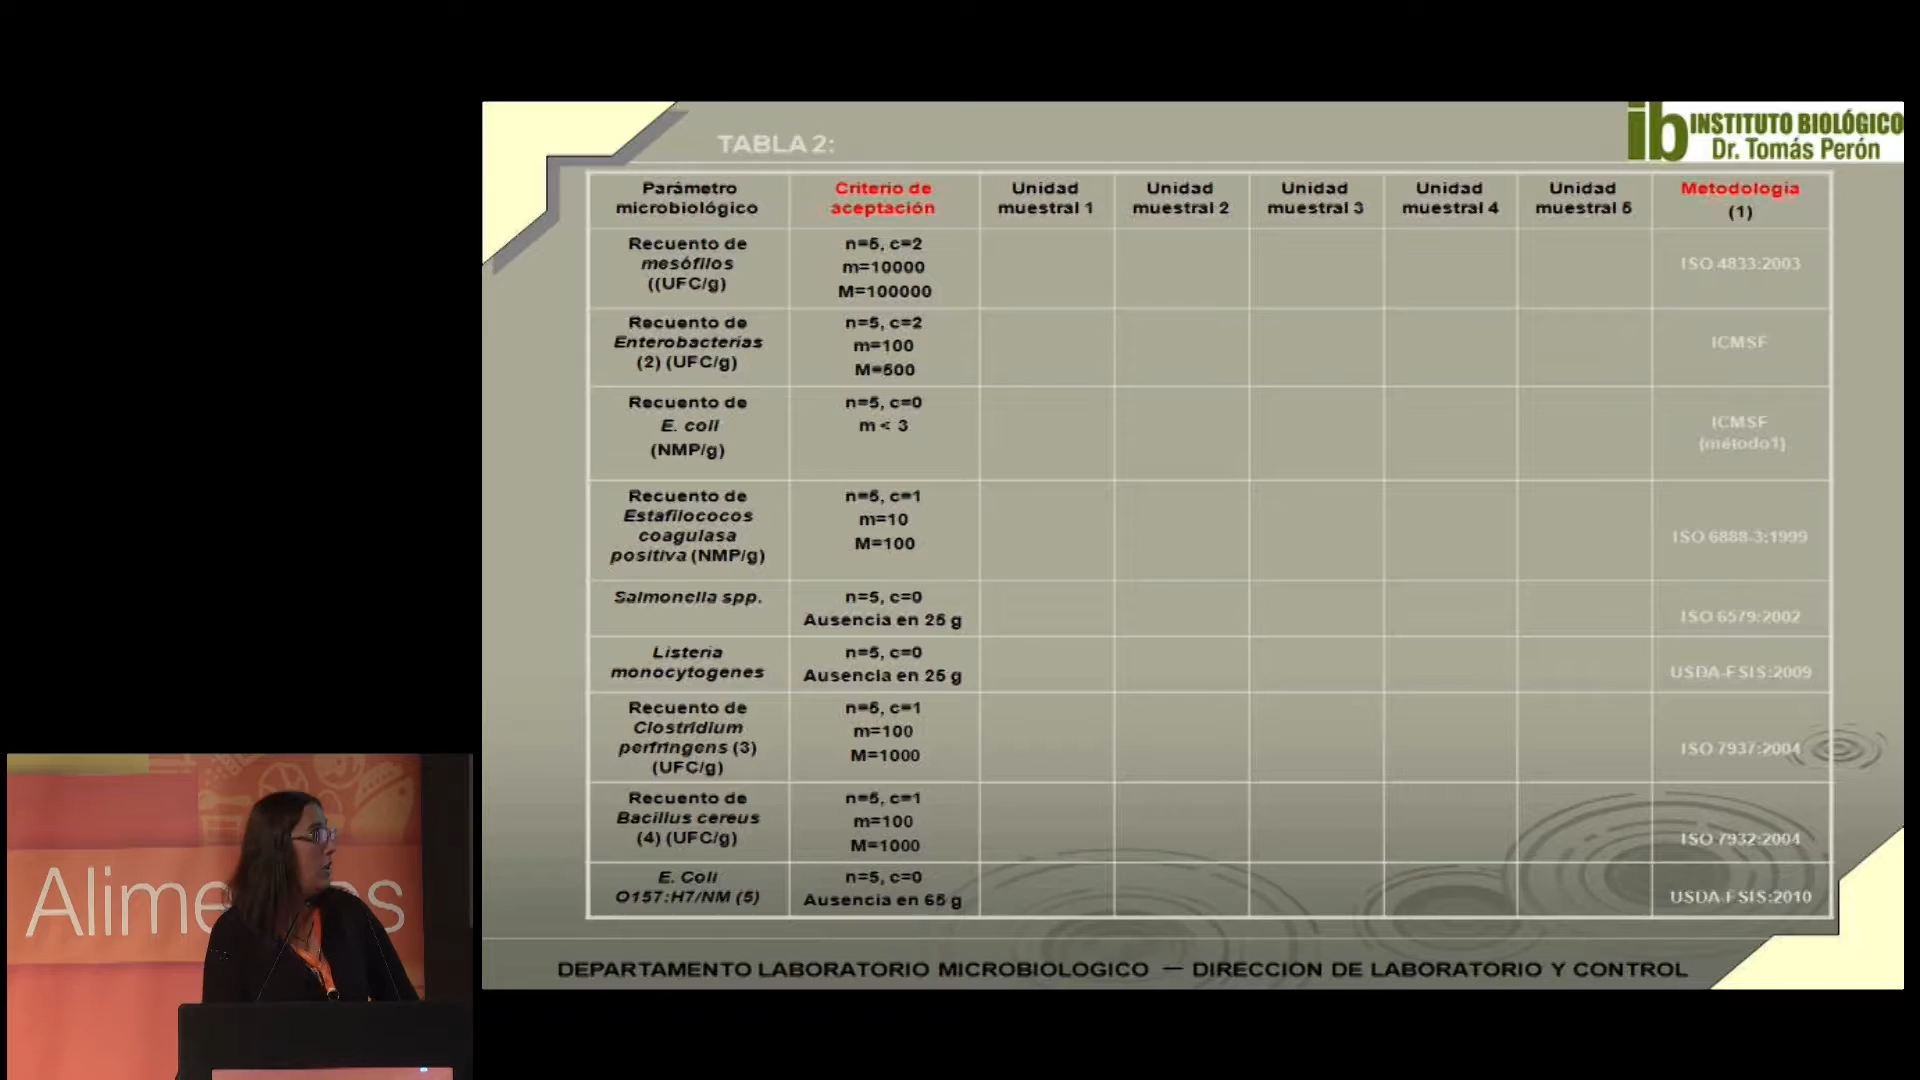 TABLA 2:
ib INSTITUTO BIOLÓGICO
Dr. Tomás Perón
Parámetro
microbiológico
Criterio de
aceptación
Unidad
muestral 1
Unidad
muestral 2
Unidad
muestral 3
Unidad
muestral 4
Unidad
muestral 5
Metodología
(1)
Recuento de
mesófilos
((UFC/g)
n=5, c=2
m=10000
M=100000
ISO 4833:2003
Recuento de
Enterobacterias
(2) (UFC/g)
n=5, c=2
m=100
M=500
ICMSF
Recuento de
E. coli
(NMP/g)
n=5, c=0
m < 3
ICMSF
(método1)
Recuento de
Estafilococos
coagulasa
positiva (NMP/g)
n=5, c=1
m=10
M=100
ISO 6888-3:1999
Salmonella spp.
n=5, c=0
Ausencia en 25 g
ISO 6579:2002
Listeria
monocytogenes
n=5, c=0
Ausencia en 25 g
USDA-FSIS:2009
Recuento de
Clostridium
perfringens (3)
(UFC/g)
n=5, c=1
m=100
M=1000
ISO 7937:2004
Recuento de
Bacillus cereus
(4) (UFC/g)
n=5, c=1
m=100
M=1000
ISO 7932:2004
E. Coli
O157:H7/NM (5)
n=5, c=0
Ausencia en 65 g
USDA-FSIS:2010
DEPARTAMENTO LABORATORIO MICROBIOLOGICO — DIRECCION DE LABORATORIO Y CONTROL